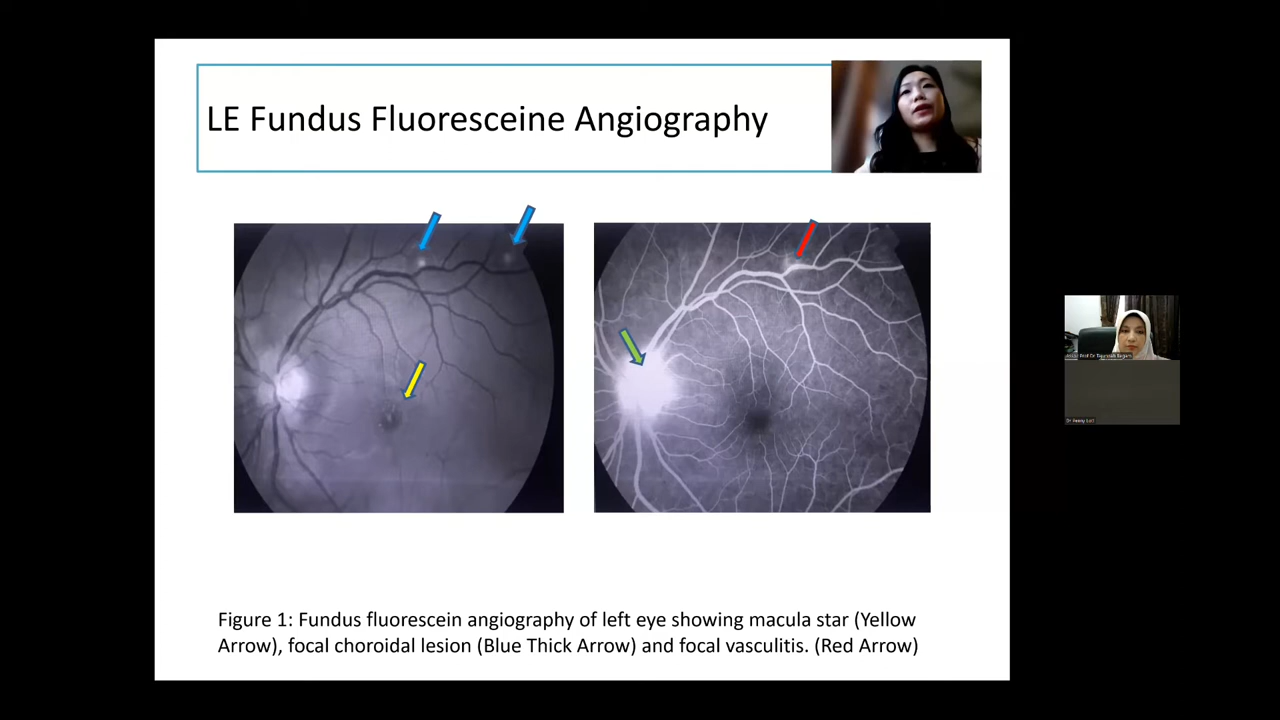 LE Fundus Fluoresceine Angiography
Figure 1: Fundus fluorescein angiography of left eye showing macula star (Yellow
Arrow), focal choroidal lesion (Blue Thick Arrow) and focal vasculitis. (Red Arrow)